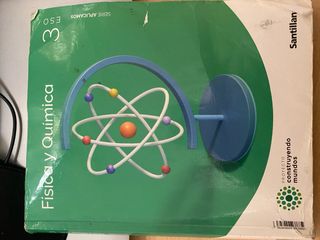 Física y Química
3
ESO
SERIE APLICAMOS
Santillana
PROYECTO
construyendo
mundos